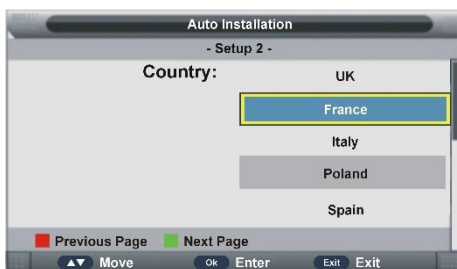 Auto Installation
- Setup 2 -
Country:
UK
France
Italy
Poland
Spain
Previous Page Next Page
▲▼ Move Ok Enter Exit Exit